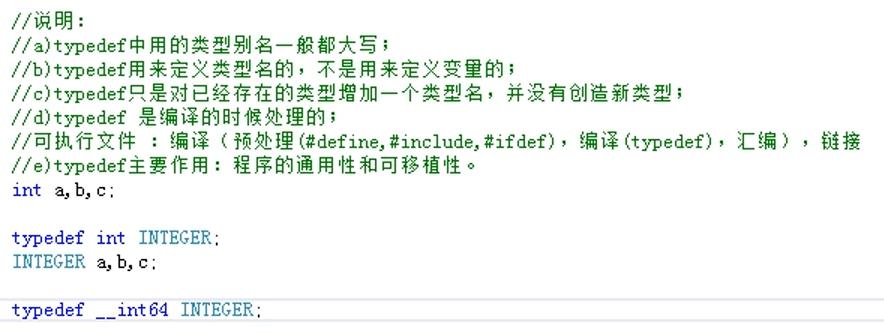 //说明:
//a)typedef中用的类型别名一般都大写;
//b)typedef用来定义类型名的，不是用来定义变量的;
//c)typedef只是对已经存在的类型增加一个类型名，并没有创造新类型;
//d)typedef 是编译的时候处理的;
//可执行文件 : 编译（预处理(#define,#include,#ifdef)，编译(typedef)，汇编），链接
//e)typedef主要作用: 程序的通用性和可移植性。
int a,b,c;
typedef int INTEGER;
INTEGER a,b,c;
typedef __int64 INTEGER;